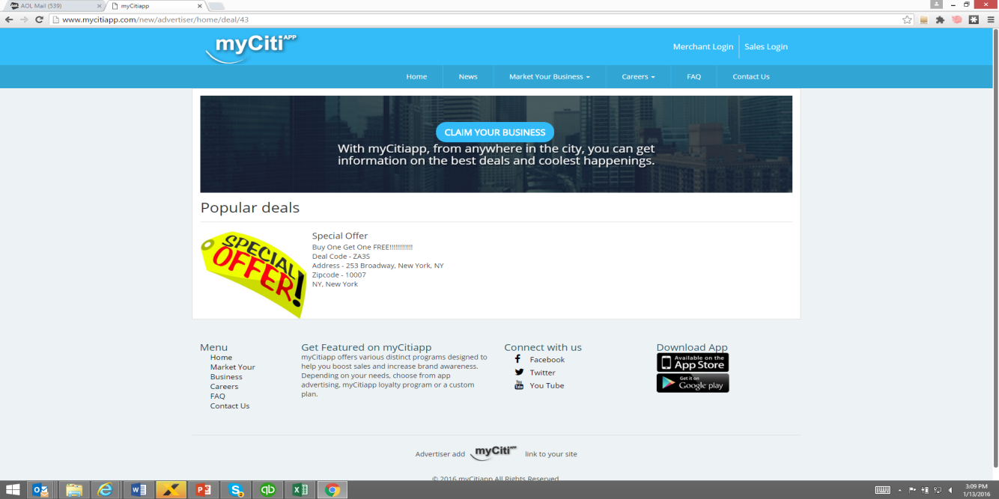 AOL Mail (539)
myCitiapp
www.mycitiapp.com/new/advertiser/home/deal/43
myCiti APP
Merchant Login
Sales Login
Home
News
Market Your Business
Careers
FAQ
Contact Us
CLAIM YOUR BUSINESS
With myCitiapp, from anywhere in the city, you can get
information on the best deals and coolest happenings.
Popular deals
SPECIAL
OFFER!
Special Offer
Buy One Get One FREE!!!!!!!!!!!!
Deal Code - ZA3S
Address - 253 Broadway, New York, NY
Zipcode - 10007
NY, New York
Menu
Home
Market Your
Business
Careers
FAQ
Contact Us
Get Featured on myCitiapp
myCitiapp offers various distinct programs designed to
help you boost sales and increase brand awareness.
Depending on your needs, choose from app
advertising, myCitiapp loyalty program or a custom
plan.
Connect with us
Facebook
Twitter
You Tube
Download App
Available on the
App Store
Get it on
Google play
Advertiser add myCiti APP link to your site
© 2016 myCitiapp All Rights Reserved
3:09 PM
1/13/2016